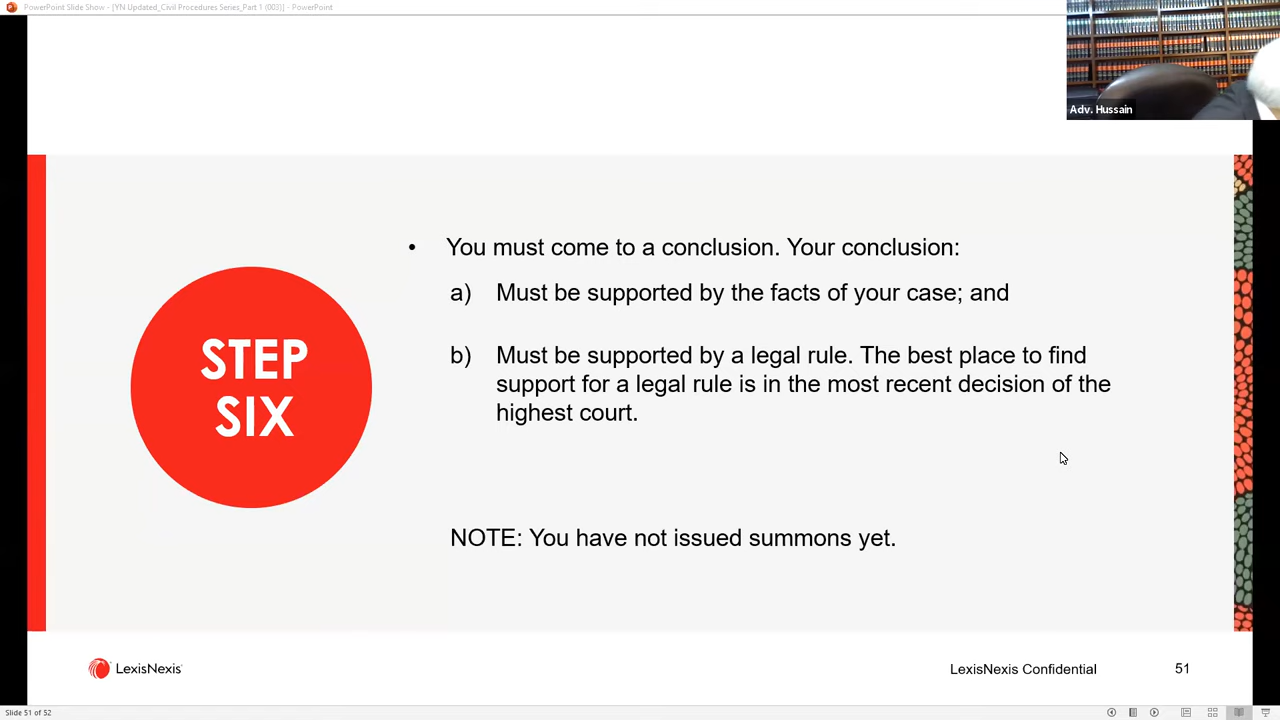 PowerPoint Slide Show - [YN Updated_Civil Procedures Series_Part 1 (003)] - PowerPoint
Adv. Hussain
• You must come to a conclusion. Your conclusion:
a) Must be supported by the facts of your case; and
b) Must be supported by a legal rule. The best place to find
support for a legal rule is in the most recent decision of the
highest court.
STEP
SIX
NOTE: You have not issued summons yet.
LexisNexis
LexisNexis Confidential
51
Slide 51 of 52